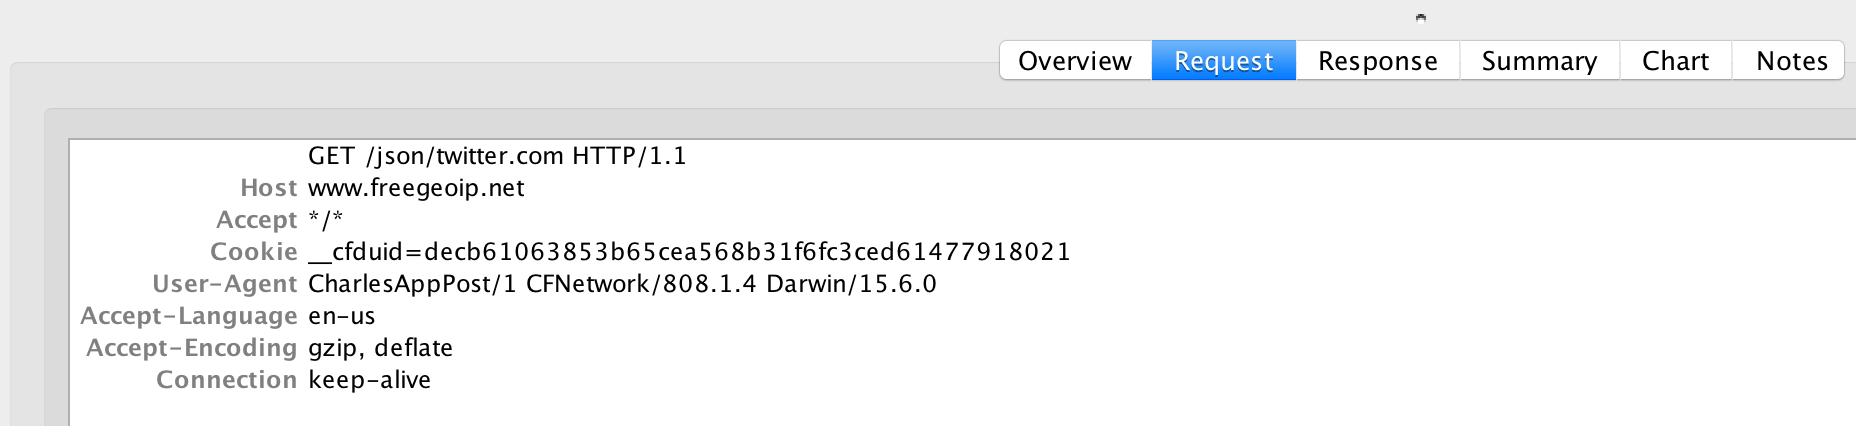 Overview Request Response Summary Chart Notes
GET /json/twitter.com HTTP/1.1
Host www.freegeoip.net
Accept */*
Cookie __cfduid=decb61063853b65cea568b31f6fc3ced61477918021
User-Agent CharlesAppPost/1 CFNetwork/808.1.4 Darwin/15.6.0
Accept-Language en-us
Accept-Encoding gzip, deflate
Connection keep-alive